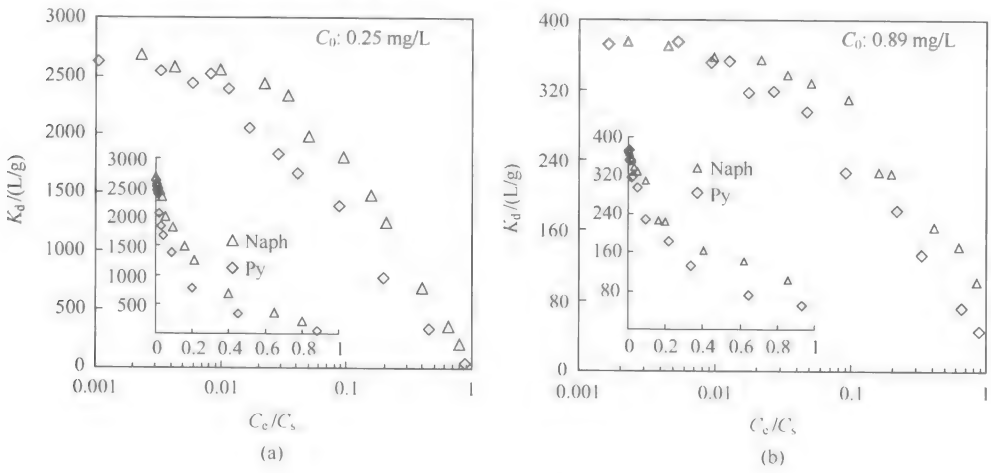 C₀: 0.25 mg/L
3000
2500
2000
1500
1000
500
0
K_d/(L/g)
3000
2500
2000
1500
1000
500
0 0.2 0.4 0.6 0.8 1
Naph
Py
0.001 0.01 0.1 1
C_e/C_s
(a)
C₀: 0.89 mg/L
400
320
240
160
80
0
K_d/(L/g)
400
320
240
160
80
0 0.2 0.4 0.6 0.8 1
Naph
Py
0.001 0.01 0.1 1
C_e/C_s
(b)